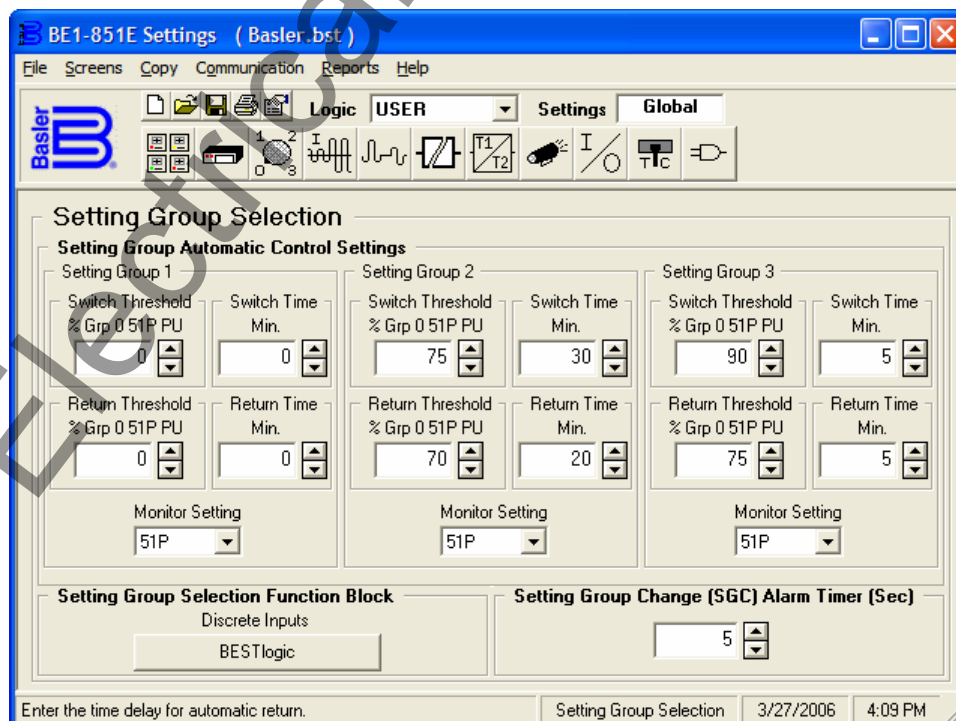 BE1-851E Settings ( Basler.bst )
File Screens Copy Communication Reports Help
Basler
Logic USER Settings Global
Setting Group Selection
Setting Group Automatic Control Settings
Setting Group 1 Setting Group 2 Setting Group 3
Switch Threshold Switch Time Switch Threshold Switch Time Switch Threshold Switch Time
% Grp 0 51P PU Min. % Grp 0 51P PU Min. % Grp 0 51P PU Min.
0 0 75 30 90 5
Return Threshold Return Time Return Threshold Return Time Return Threshold Return Time
% Grp 0 51P PU Min. % Grp 0 51P PU Min. % Grp 0 51P PU Min.
0 0 70 20 75 5
Monitor Setting Monitor Setting Monitor Setting
51P 51P 51P
Setting Group Selection Function Block Setting Group Change (SGC) Alarm Timer (Sec)
Discrete Inputs
BESTlogic 5
Enter the time delay for automatic return. Setting Group Selection 3/27/2006 4:09 PM
Electrical